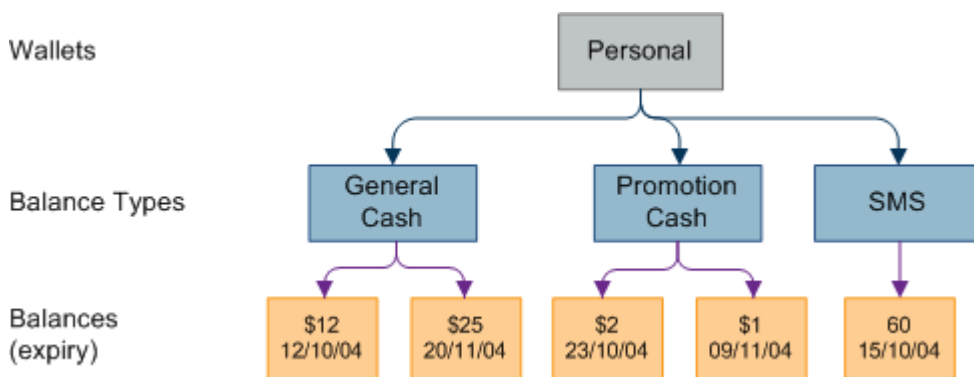 Wallets
Personal
Balance Types
General
Cash
Promotion
Cash
SMS
Balances
(expiry)
$12
12/10/04
$25
20/11/04
$2
23/10/04
$1
09/11/04
60
15/10/04